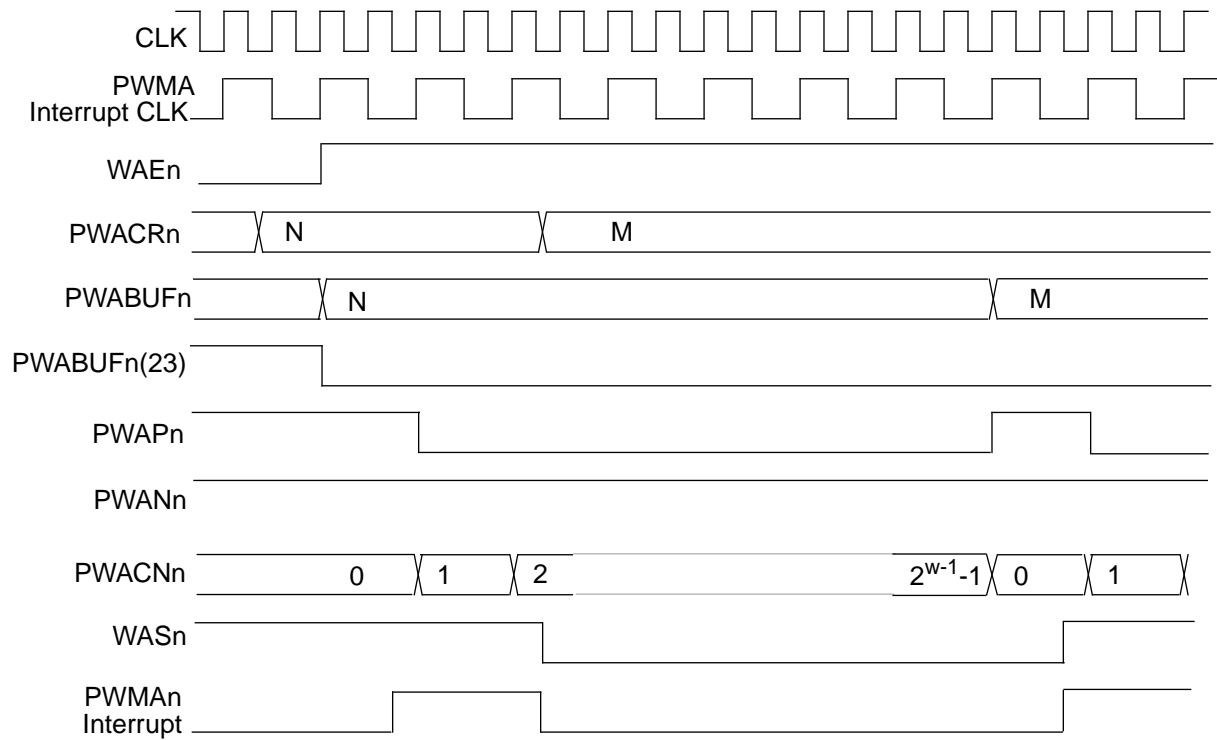 CLK
PWMA
Interrupt CLK
WAEn
PWACRn N M
PWABUFn N M
PWABUFn(23)
PWAPn
PWANn
PWACNn 0 1 2 2^w-1-1 0 1
WASn
PWMAn
Interrupt